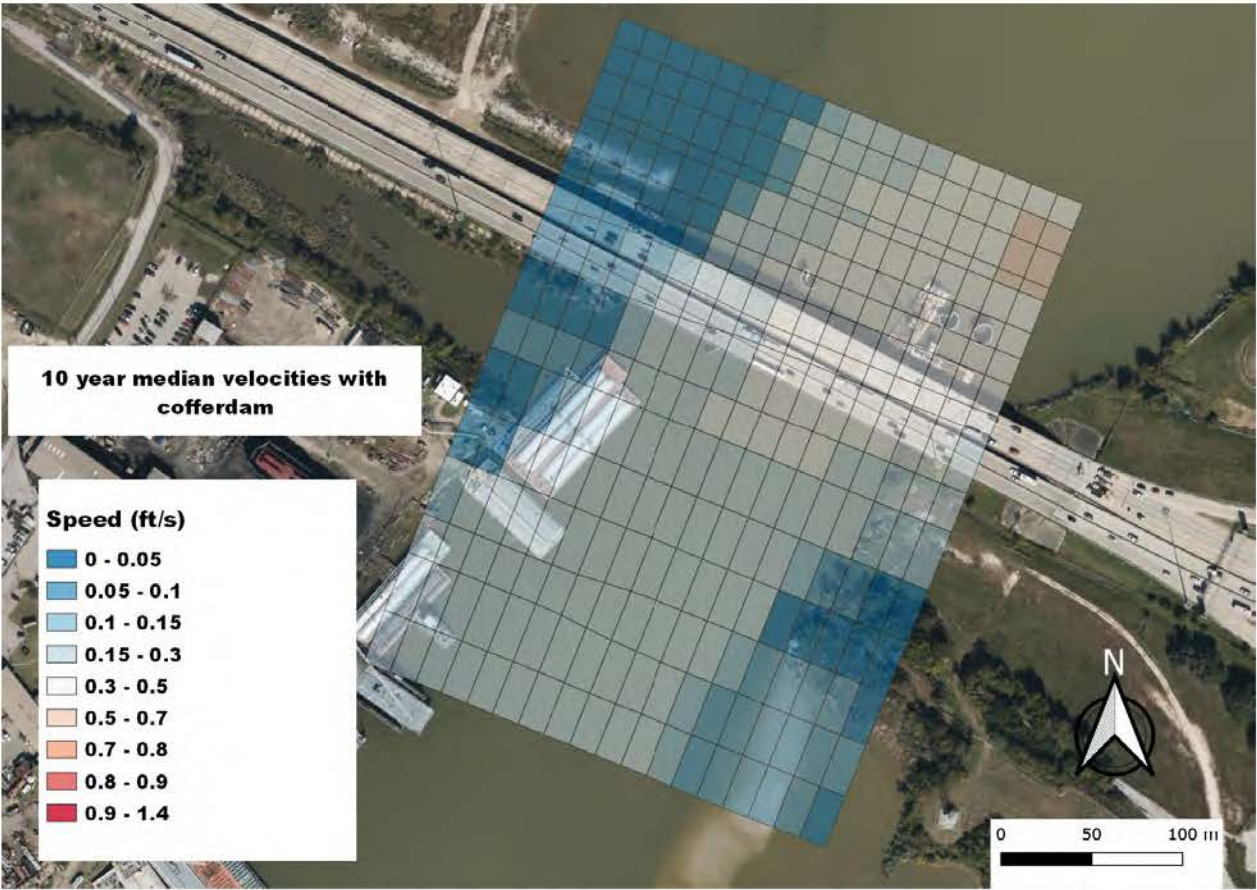 10 year median velocities with
cofferdam
Speed (ft/s)
0 - 0.05
0.05 - 0.1
0.1 - 0.15
0.15 - 0.3
0.3 - 0.5
0.5 - 0.7
0.7 - 0.8
0.8 - 0.9
0.9 - 1.4
N
0 50 100 m